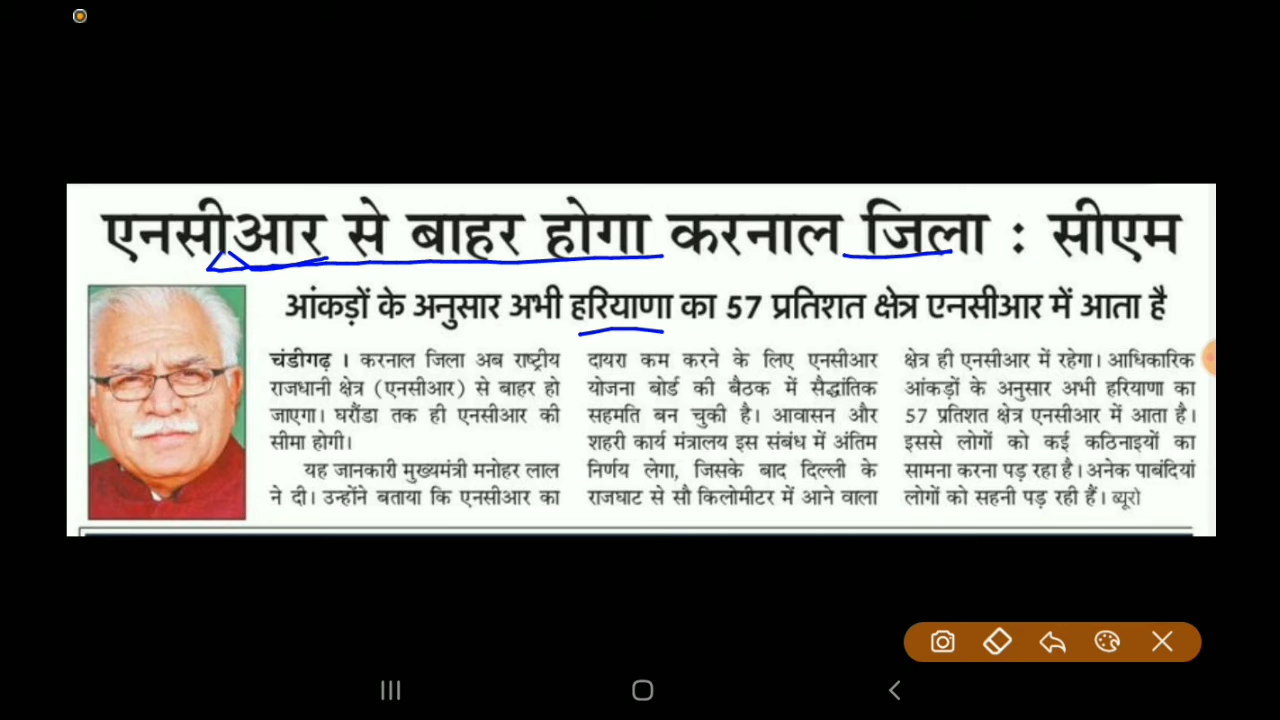 एनसीआर से बाहर होगा करनाल जिला : सीएम
आंकड़ों के अनुसार अभी हरियाणा का 57 प्रतिशत क्षेत्र एनसीआर में आता है
चंडीगढ़ । करनाल जिला अब राष्ट्रीय
राजधानी क्षेत्र (एनसीआर) से बाहर हो
जाएगा। घरौंडा तक ही एनसीआर की
सीमा होगी।
यह जानकारी मुख्यमंत्री मनोहर लाल
ने दी। उन्होंने बताया कि एनसीआर का
दायरा कम करने के लिए एनसीआर
योजना बोर्ड की बैठक में सैद्धांतिक
सहमति बन चुकी है। आवासन और
शहरी कार्य मंत्रालय इस संबंध में अंतिम
निर्णय लेगा, जिसके बाद दिल्ली के
राजघाट से सौ किलोमीटर में आने वाला
क्षेत्र ही एनसीआर में रहेगा। आधिकारिक
आंकड़ों के अनुसार अभी हरियाणा का
57 प्रतिशत क्षेत्र एनसीआर में आता है।
इससे लोगों को कई कठिनाइयों का
सामना करना पड़ रहा है। अनेक पाबंदियां
लोगों को सहनी पड़ रही हैं। ब्यूरो